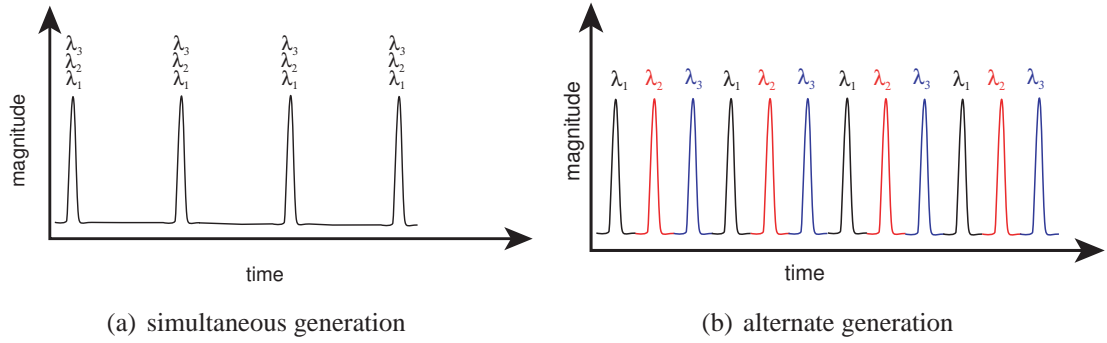 λ₃ λ₃ λ₃ λ₃
λ₂ λ₂ λ₂ λ₂
λ₁ λ₁ λ₁ λ₁
magnitude
time
(a) simultaneous generation
λ₁ λ₂ λ₃ λ₁ λ₂ λ₃ λ₁ λ₂ λ₃ λ₁ λ₂ λ₃
magnitude
time
(b) alternate generation